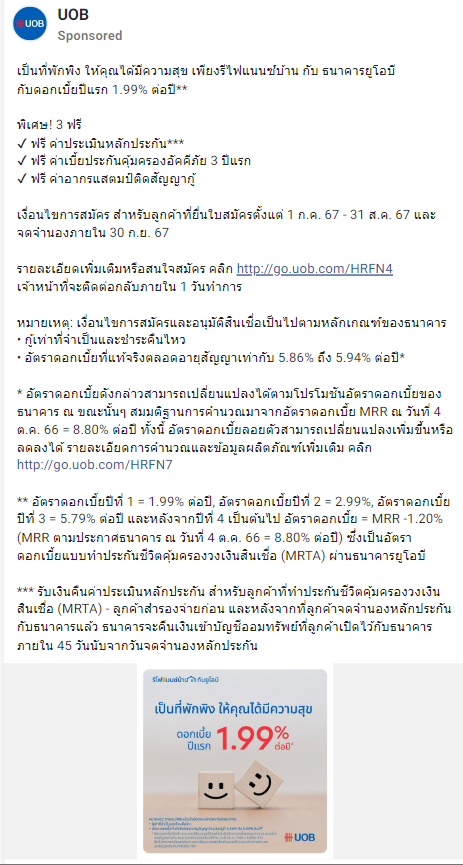 UOB
UOB
Sponsored
เป็นที่พักพิง ให้คุณได้มีความสุข เพียงรีไฟแนนซ์บ้าน กับ ธนาคารยูโอบี
กับดอกเบี้ยปีแรก 1.99% ต่อปี**
พิเศษ! 3 ฟรี
✓ ฟรี ค่าประเมินหลักประกัน***
✓ ฟรี ค่าเบี้ยประกันคุ้มครองอัคคีภัย 3 ปีแรก
✓ ฟรี ค่าอากรแสตมป์ติดสัญญากู้
เงื่อนไขการสมัคร สำหรับลูกค้าที่ยื่นใบสมัครตั้งแต่ 1 ก.ค. 67 - 31 ส.ค. 67 และ
จดจำนองภายใน 30 ก.ย. 67
รายละเอียดเพิ่มเติมหรือสนใจสมัคร คลิก http://go.uob.com/HRFN4
เจ้าหน้าที่จะติดต่อกลับภายใน 1 วันทำการ
หมายเหตุ: เงื่อนไขการสมัครและอนุมัติสินเชื่อเป็นไปตามหลักเกณฑ์ของธนาคาร
• กู้เท่าที่จำเป็นและชำระคืนไหว
• อัตราดอกเบี้ยที่แท้จริงตลอดอายุสัญญาเท่ากับ 5.86% ถึง 5.94% ต่อปี*
* อัตราดอกเบี้ยดังกล่าวสามารถเปลี่ยนแปลงได้ตามโปรโมชันอัตราดอกเบี้ยของ
ธนาคาร ณ ขณะนั้นๆ สมมติฐานการคำนวณมาจากอัตราดอกเบี้ย MRR ณ วันที่ 4
ต.ค. 66 = 8.80% ต่อปี ทั้งนี้ อัตราดอกเบี้ยลอยตัวสามารถเปลี่ยนแปลงเพิ่มขึ้นหรือ
ลดลงได้ รายละเอียดการคำนวณและข้อมูลผลิตภัณฑ์เพิ่มเติม คลิก
http://go.uob.com/HRFN7
** อัตราดอกเบี้ยปีที่ 1 = 1.99% ต่อปี, อัตราดอกเบี้ยปีที่ 2 = 2.99%, อัตราดอกเบี้ย
ปีที่ 3 = 5.79% ต่อปี และหลังจากปีที่ 4 เป็นต้นไป อัตราดอกเบี้ย = MRR -1.20%
(MRR ตามประกาศธนาคาร ณ วันที่ 4 ต.ค. 66 = 8.80% ต่อปี) ซึ่งเป็นอัตรา
ดอกเบี้ยแบบทำประกันชีวิตคุ้มครองวงเงินสินเชื่อ (MRTA) ผ่านธนาคารยูโอบี
*** รับเงินคืนค่าประเมินหลักประกัน สำหรับลูกค้าที่ทำประกันชีวิตคุ้มครองวงเงิน
สินเชื่อ (MRTA) - ลูกค้าสำรองจ่ายก่อน และหลังจากที่ลูกค้าจดจำนองหลักประกัน
กับธนาคารแล้ว ธนาคารจะคืนเงินเข้าบัญชีออมทรัพย์ที่ลูกค้าเปิดไว้กับธนาคาร
ภายใน 45 วันนับจากวันจดจำนองหลักประกัน
รีไฟแนนซ์บ้าน กับยูโอบี
เป็นที่พักพิง ให้คุณได้มีความสุข
ดอกเบี้ย
ปีแรก 1.99% ต่อปี*
UOB